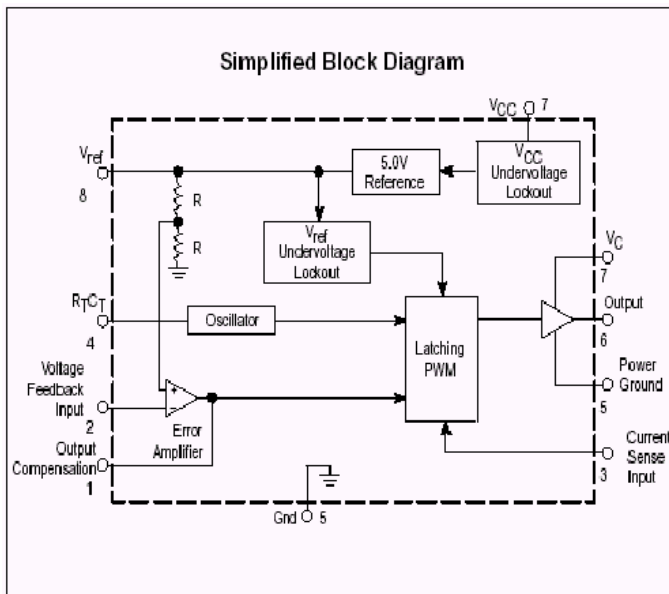 Simplified Block Diagram
VCC 7
Vref
8
R
R
5.0V
Reference
VCC
Undervoltage
Lockout
Vref
Undervoltage
Lockout
VC
7
RTCT
4
Oscillator
Latching
PWM
Output
6
Voltage
Feedback
Input
2
+
−
Error
Amplifier
Power
Ground
5
Output
Compensation
1
Current
Sense
Input
3
Gnd 5